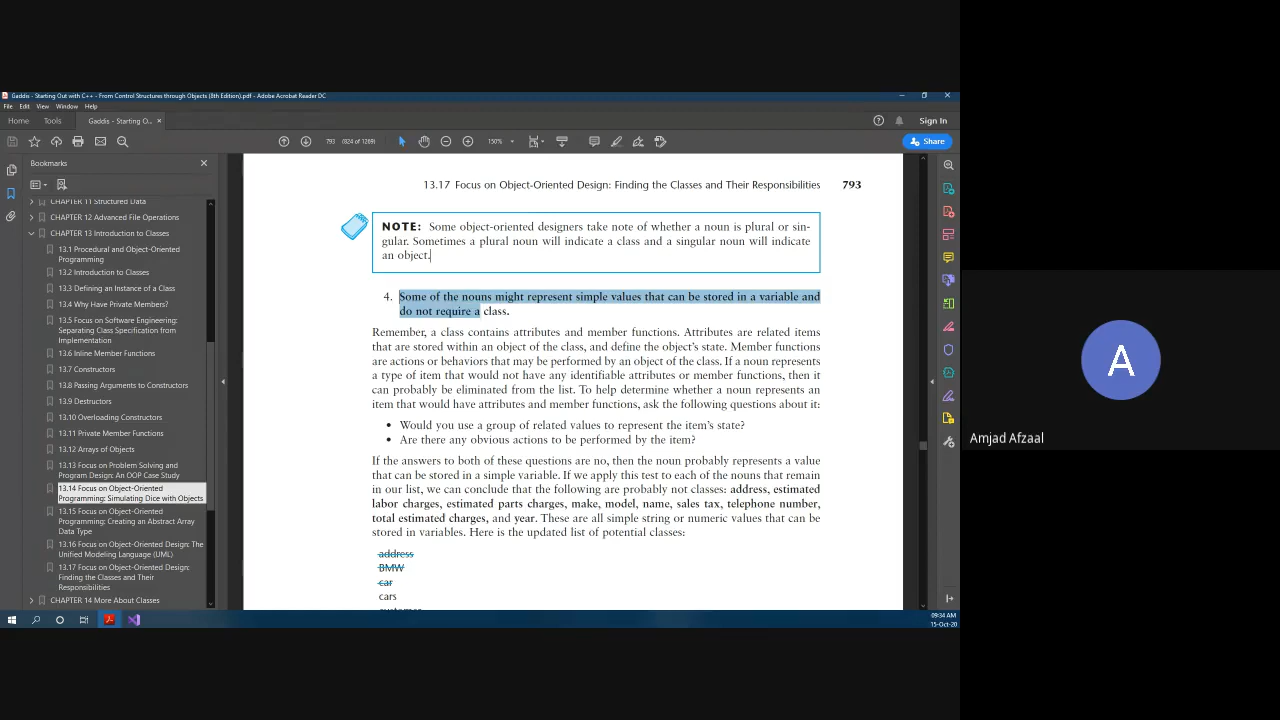 Gaddis - Starting Out with C++ - From Control Structures through Objects (8th Edition).pdf - Adobe Acrobat Reader DC
File Edit View Window Help
Home Tools Gaddis - Starting Ci... × Sign In
793 (824 of 1269) 150% Share
Bookmarks
CHAPTER 11 Structured Data
CHAPTER 12 Advanced File Operations
CHAPTER 13 Introduction to Classes
13.1 Procedural and Object-Oriented
Programming
13.2 Introduction to Classes
13.3 Defining an Instance of a Class
13.4 Why Have Private Members?
13.5 Focus on Software Engineering:
Separating Class Specification from
Implementation
13.6 Inline Member Functions
13.7 Constructors
13.8 Passing Arguments to Constructors
13.9 Destructors
13.10 Overloading Constructors
13.11 Private Member Functions
13.12 Arrays of Objects
13.13 Focus on Problem Solving and
Program Design: An OOP Case Study
13.14 Focus on Object-Oriented
Programming: Simulating Dice with Objects
13.15 Focus on Object-Oriented
Programming: Creating an Abstract Array
Data Type
13.16 Focus on Object-Oriented Design: The
Unified Modeling Language (UML)
13.17 Focus on Object-Oriented Design:
Finding the Classes and Their
Responsibilities
CHAPTER 14 More About Classes
13.17 Focus on Object-Oriented Design: Finding the Classes and Their Responsibilities 793
NOTE: Some object-oriented designers take note of whether a noun is plural or sin-
gular. Sometimes a plural noun will indicate a class and a singular noun will indicate
an object.
4. Some of the nouns might represent simple values that can be stored in a variable and
do not require a class.
Remember, a class contains attributes and member functions. Attributes are related items
that are stored within an object of the class, and define the object's state. Member functions
are actions or behaviors that may be performed by an object of the class. If a noun represents
a type of item that would not have any identifiable attributes or member functions, then it
can probably be eliminated from the list. To help determine whether a noun represents an
item that would have attributes and member functions, ask the following questions about it:
• Would you use a group of related values to represent the item's state?
• Are there any obvious actions to be performed by the item?
If the answers to both of these questions are no, then the noun probably represents a value
that can be stored in a simple variable. If we apply this test to each of the nouns that remain
in our list, we can conclude that the following are probably not classes: address, estimated
labor charges, estimated parts charges, make, model, name, sales tax, telephone number,
total estimated charges, and year. These are all simple string or numeric values that can be
stored in variables. Here is the updated list of potential classes:
address
BMW
car
cars
customer
09:34 AM
15-Oct-20
A
Amjad Afzaal